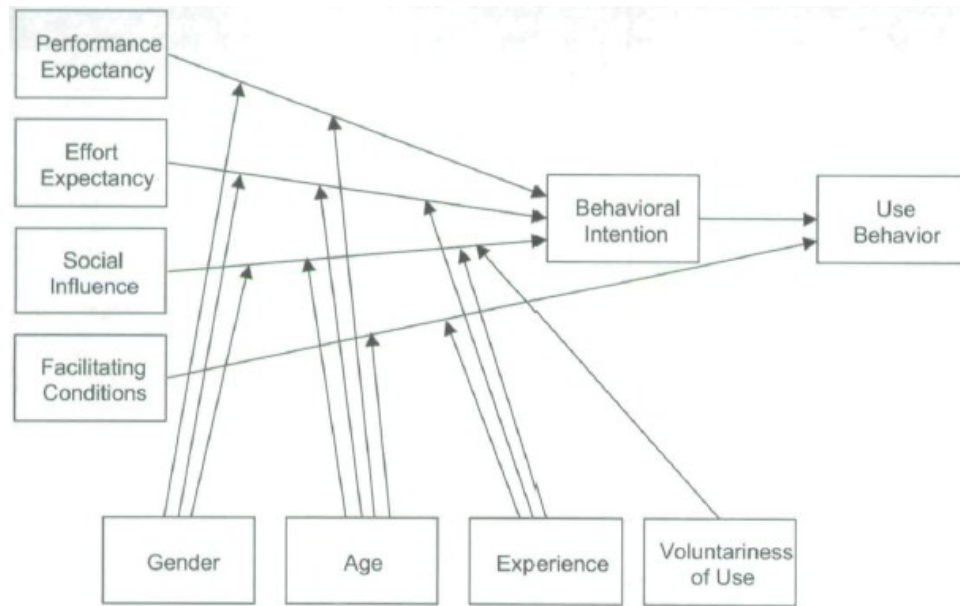 Performance
Expectancy
Effort
Expectancy
Social
Influence
Facilitating
Conditions
Behavioral
Intention
Use
Behavior
Gender
Age
Experience
Voluntariness
of Use